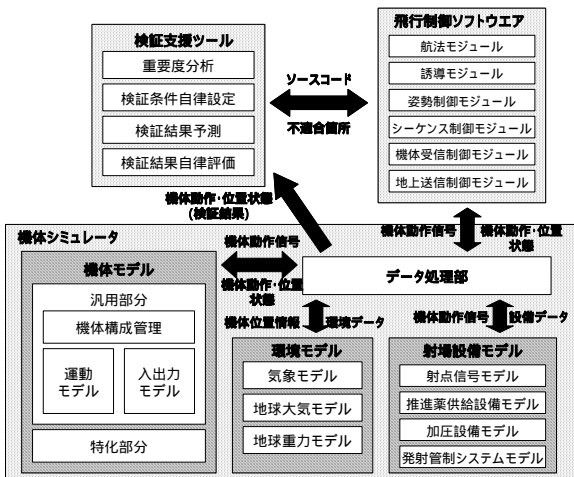 検証支援ツール
重要度分析
検証条件自律設定
検証結果予測
検証結果自律評価
ソースコード
不適合箇所
飛行制御ソフトウエア
航法モジュール
誘導モジュール
姿勢制御モジュール
シーケンス制御モジュール
機体受信制御モジュール
地上送信制御モジュール
機体動作・位置状態
(検証結果)
機体動作信号
機体動作・位置
状態
機体シミュレータ
機体モデル
汎用部分
機体構成管理
運動
モデル
入出力
モデル
特化部分
機体動作信号
機体動作・位置
状態
データ処理部
機体位置情報
環境データ
機体動作信号
設備データ
環境モデル
気象モデル
地球大気モデル
地球重力モデル
射場設備モデル
射点信号モデル
推進薬供給設備モデル
加圧設備モデル
発射管制システムモデル